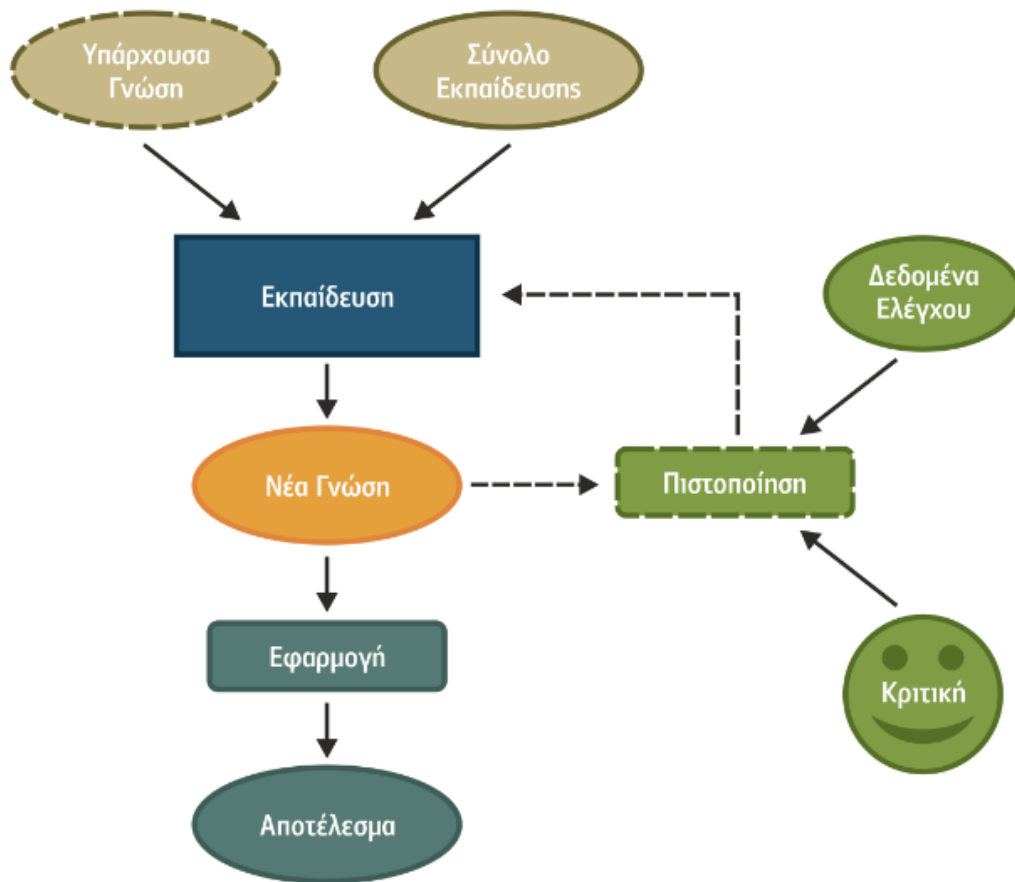 Υπάρχουσα
Γνώση
Σύνολο
Εκπαίδευσης
Εκπαίδευση
Δεδομένα
Ελέγχου
Νέα Γνώση
Πιστοποίηση
Εφαρμογή
Κριτική
Αποτέλεσμα